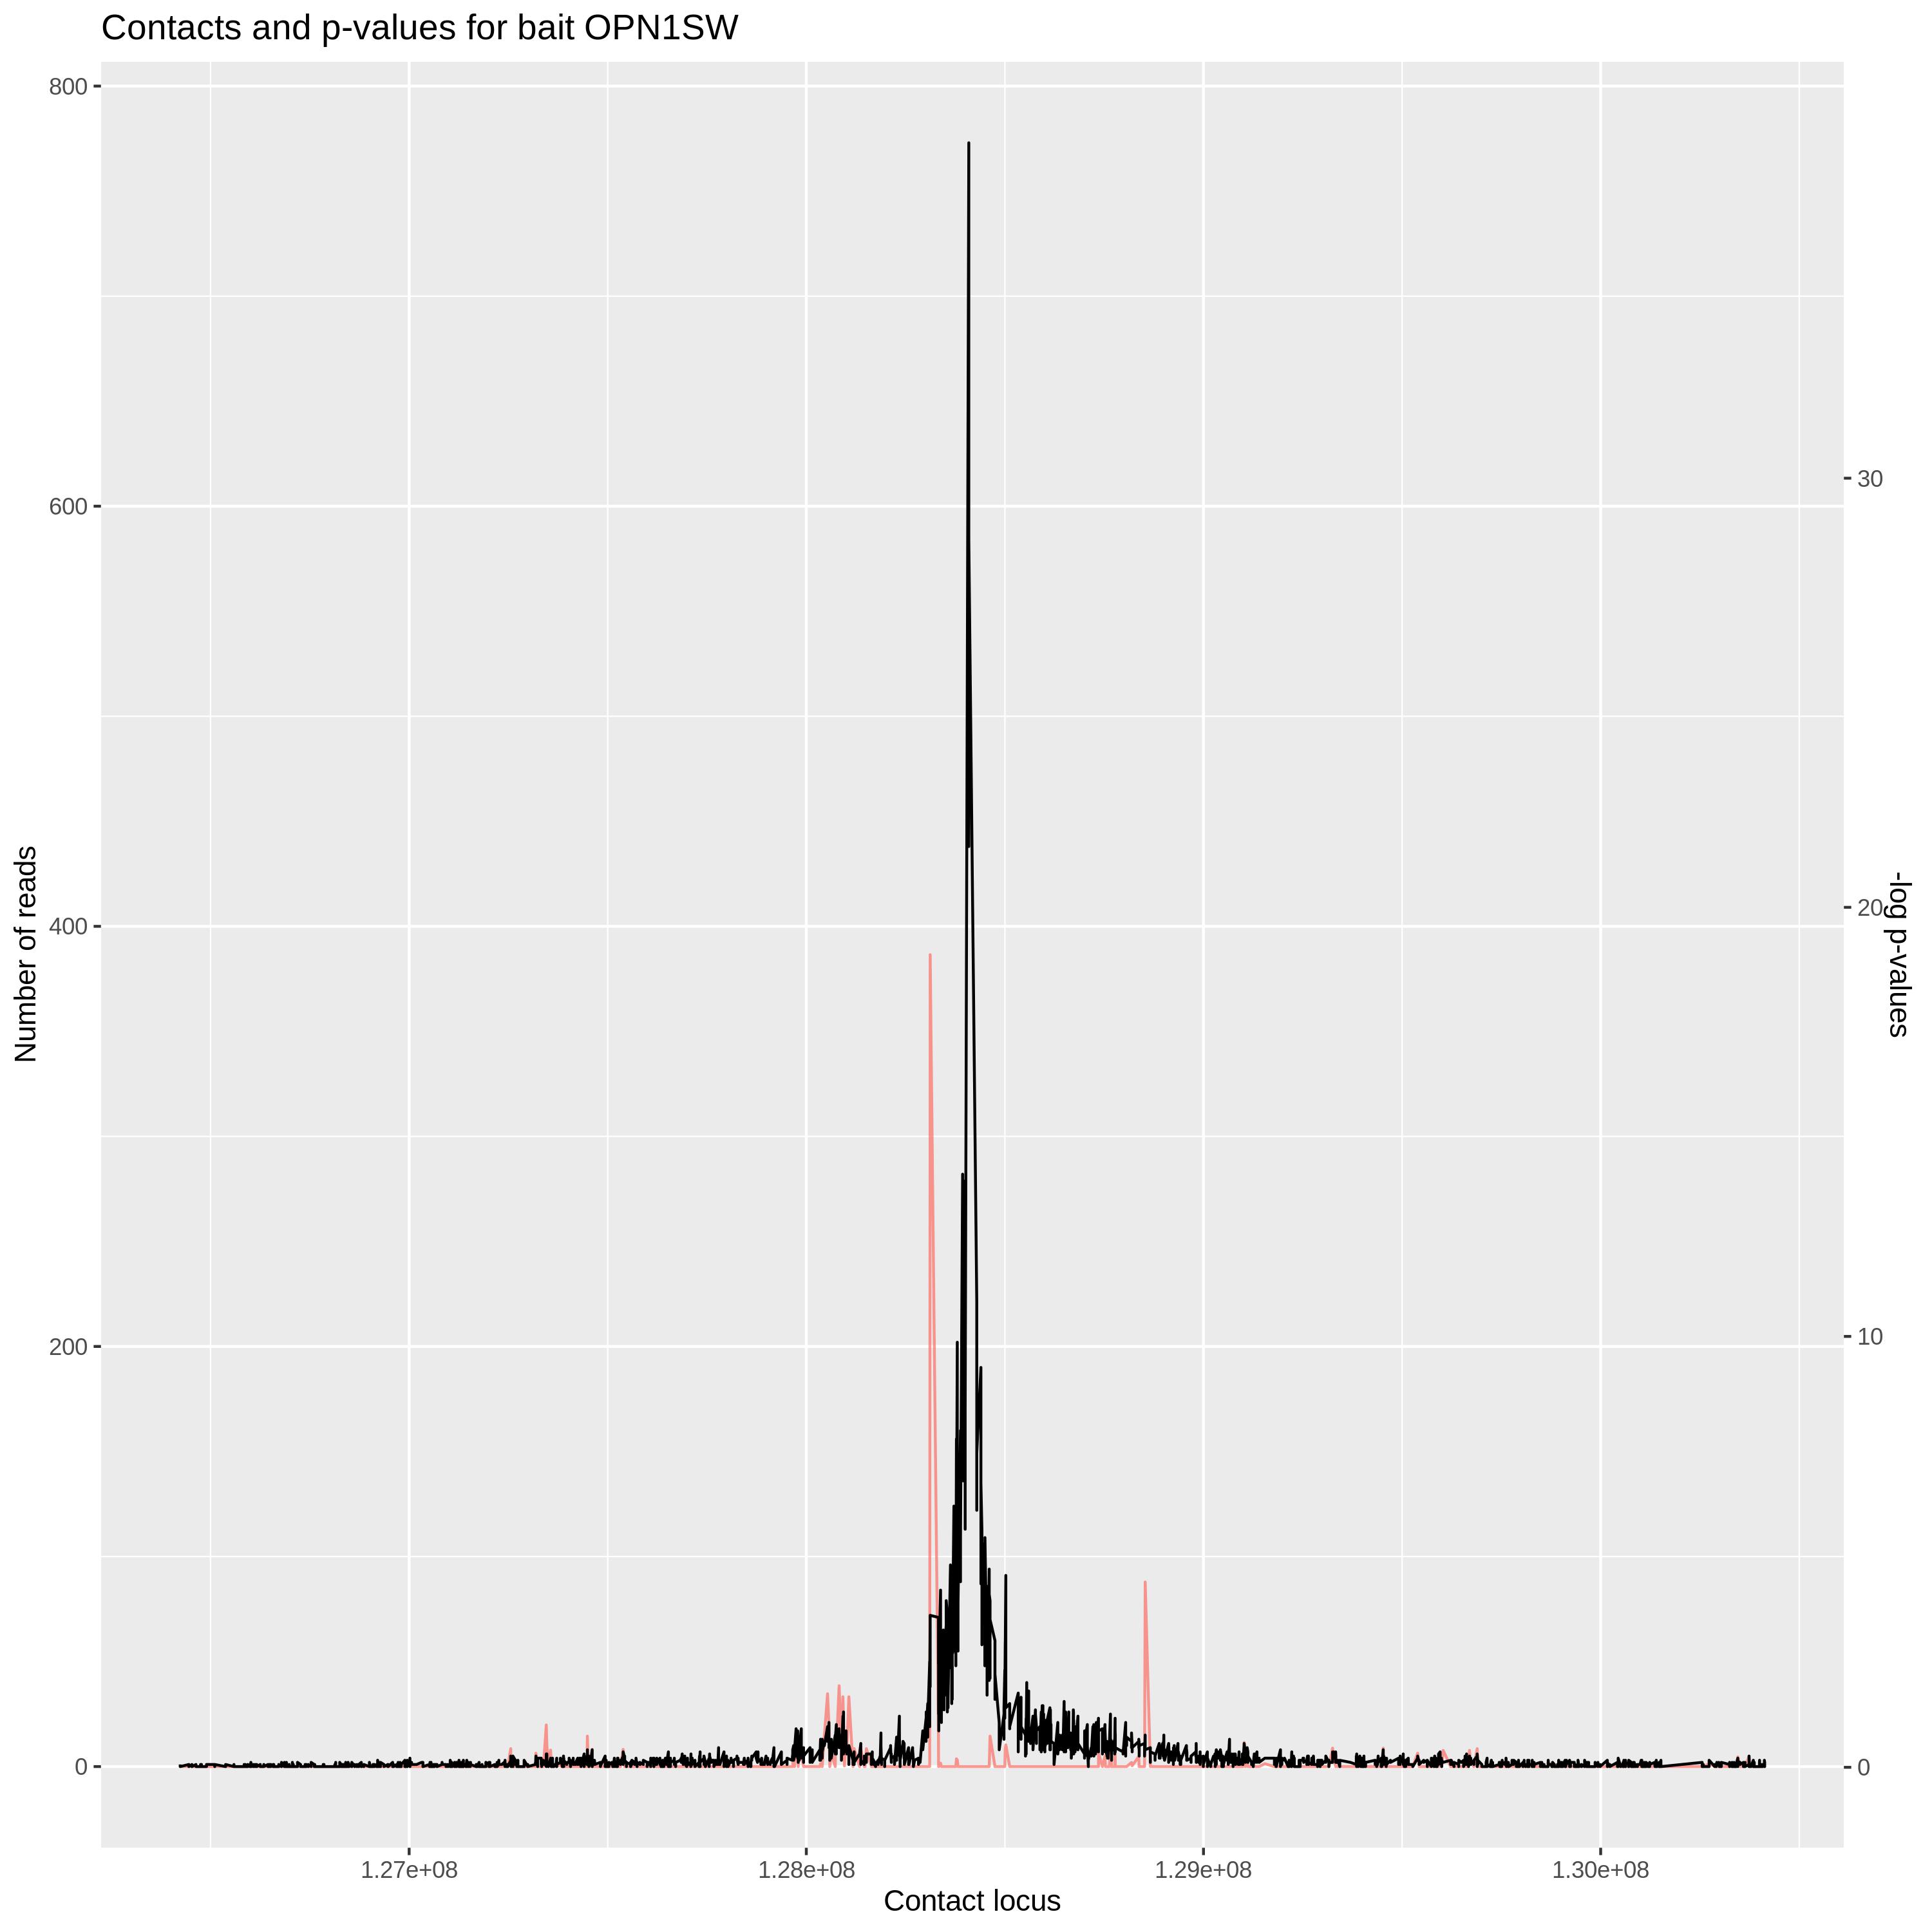 Contacts and p-values for bait OPN1SW
800
600
400
200
0
Number of reads
30
20
10
0
-log p-values
1.27e+08
1.28e+08
1.29e+08
1.30e+08
Contact locus